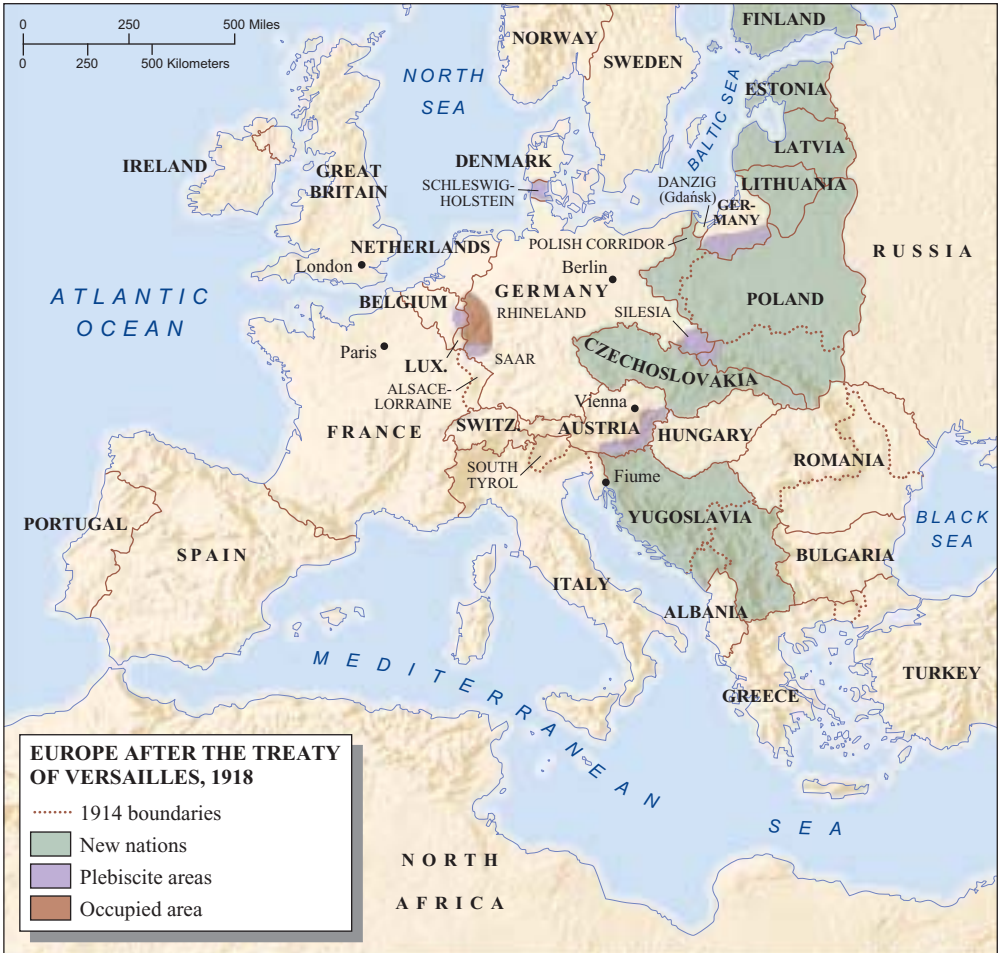 0 250 500 Miles
0 250 500 Kilometers
FINLAND
NORWAY
SWEDEN
NORTH
SEA
ESTONIA
BALTIC SEA
LATVIA
IRELAND
GREAT
BRITAIN
DENMARK
SCHLESWIG-
HOLSTEIN
DANZIG
(Gdańsk)
LITHUANIA
GER-
MANY
NETHERLANDS
POLISH CORRIDOR
RUSSIA
London
Berlin
ATLANTIC
OCEAN
BELGIUM
GERMANY
RHINELAND
SILESIA
POLAND
Paris
LUX.
SAAR
CZECHOSLOVAKIA
ALSACE-
LORRAINE
Vienna
FRANCE
SWITZ.
AUSTRIA
HUNGARY
ROMANIA
SOUTH
TYROL
Fiume
PORTUGAL
SPAIN
YUGOSLAVIA
BLACK
SEA
BULGARIA
ITALY
ALBANIA
MEDITERRANEAN
SEA
GREECE
TURKEY
EUROPE AFTER THE TREATY
OF VERSAILLES, 1918
1914 boundaries
New nations
Plebiscite areas
Occupied area
NORTH
AFRICA